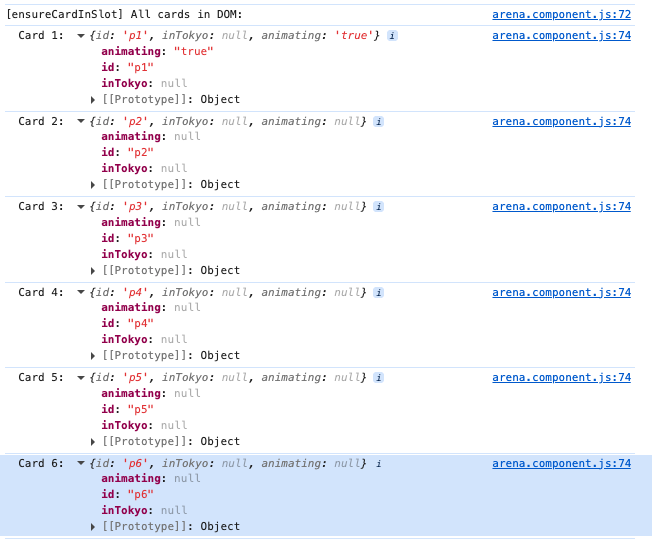 [ensureCardInSlot] All cards in DOM: arena.component.js:72
Card 1: ▼ {id: 'p1', inTokyo: null, animating: 'true'} i arena.component.js:74
animating: "true"
id: "p1"
inTokyo: null
▶ [[Prototype]]: Object
Card 2: ▼ {id: 'p2', inTokyo: null, animating: null} i arena.component.js:74
animating: null
id: "p2"
inTokyo: null
▶ [[Prototype]]: Object
Card 3: ▼ {id: 'p3', inTokyo: null, animating: null} i arena.component.js:74
animating: null
id: "p3"
inTokyo: null
▶ [[Prototype]]: Object
Card 4: ▼ {id: 'p4', inTokyo: null, animating: null} i arena.component.js:74
animating: null
id: "p4"
inTokyo: null
▶ [[Prototype]]: Object
Card 5: ▼ {id: 'p5', inTokyo: null, animating: null} i arena.component.js:74
animating: null
id: "p5"
inTokyo: null
▶ [[Prototype]]: Object
Card 6: ▼ {id: 'p6', inTokyo: null, animating: null} i arena.component.js:74
animating: null
id: "p6"
inTokyo: null
▶ [[Prototype]]: Object